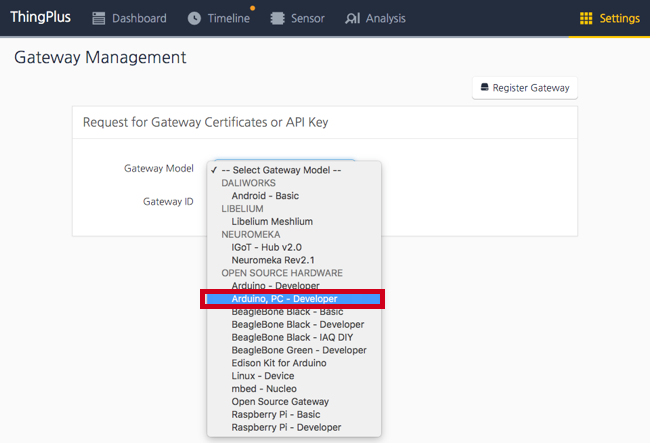 ThingPlus Dashboard Timeline Sensor Analysis Settings
Gateway Management
Register Gateway
Request for Gateway Certificates or API Key
Gateway Model
Gateway ID
✓ -- Select Gateway Model --
DALIWORKS
Android - Basic
LIBELIUM
Libelium Meshlium
NEUROMEKA
IGoT - Hub v2.0
Neuromeka Rev2.1
OPEN SOURCE HARDWARE
Arduino - Developer
Arduino, PC - Developer
BeagleBone Black - Basic
BeagleBone Black - Developer
BeagleBone Black - IAQ DIY
BeagleBone Green - Developer
Edison Kit for Arduino
Linux - Device
mbed - Nucleo
Open Source Gateway
Raspberry Pi - Basic
Raspberry Pi - Developer